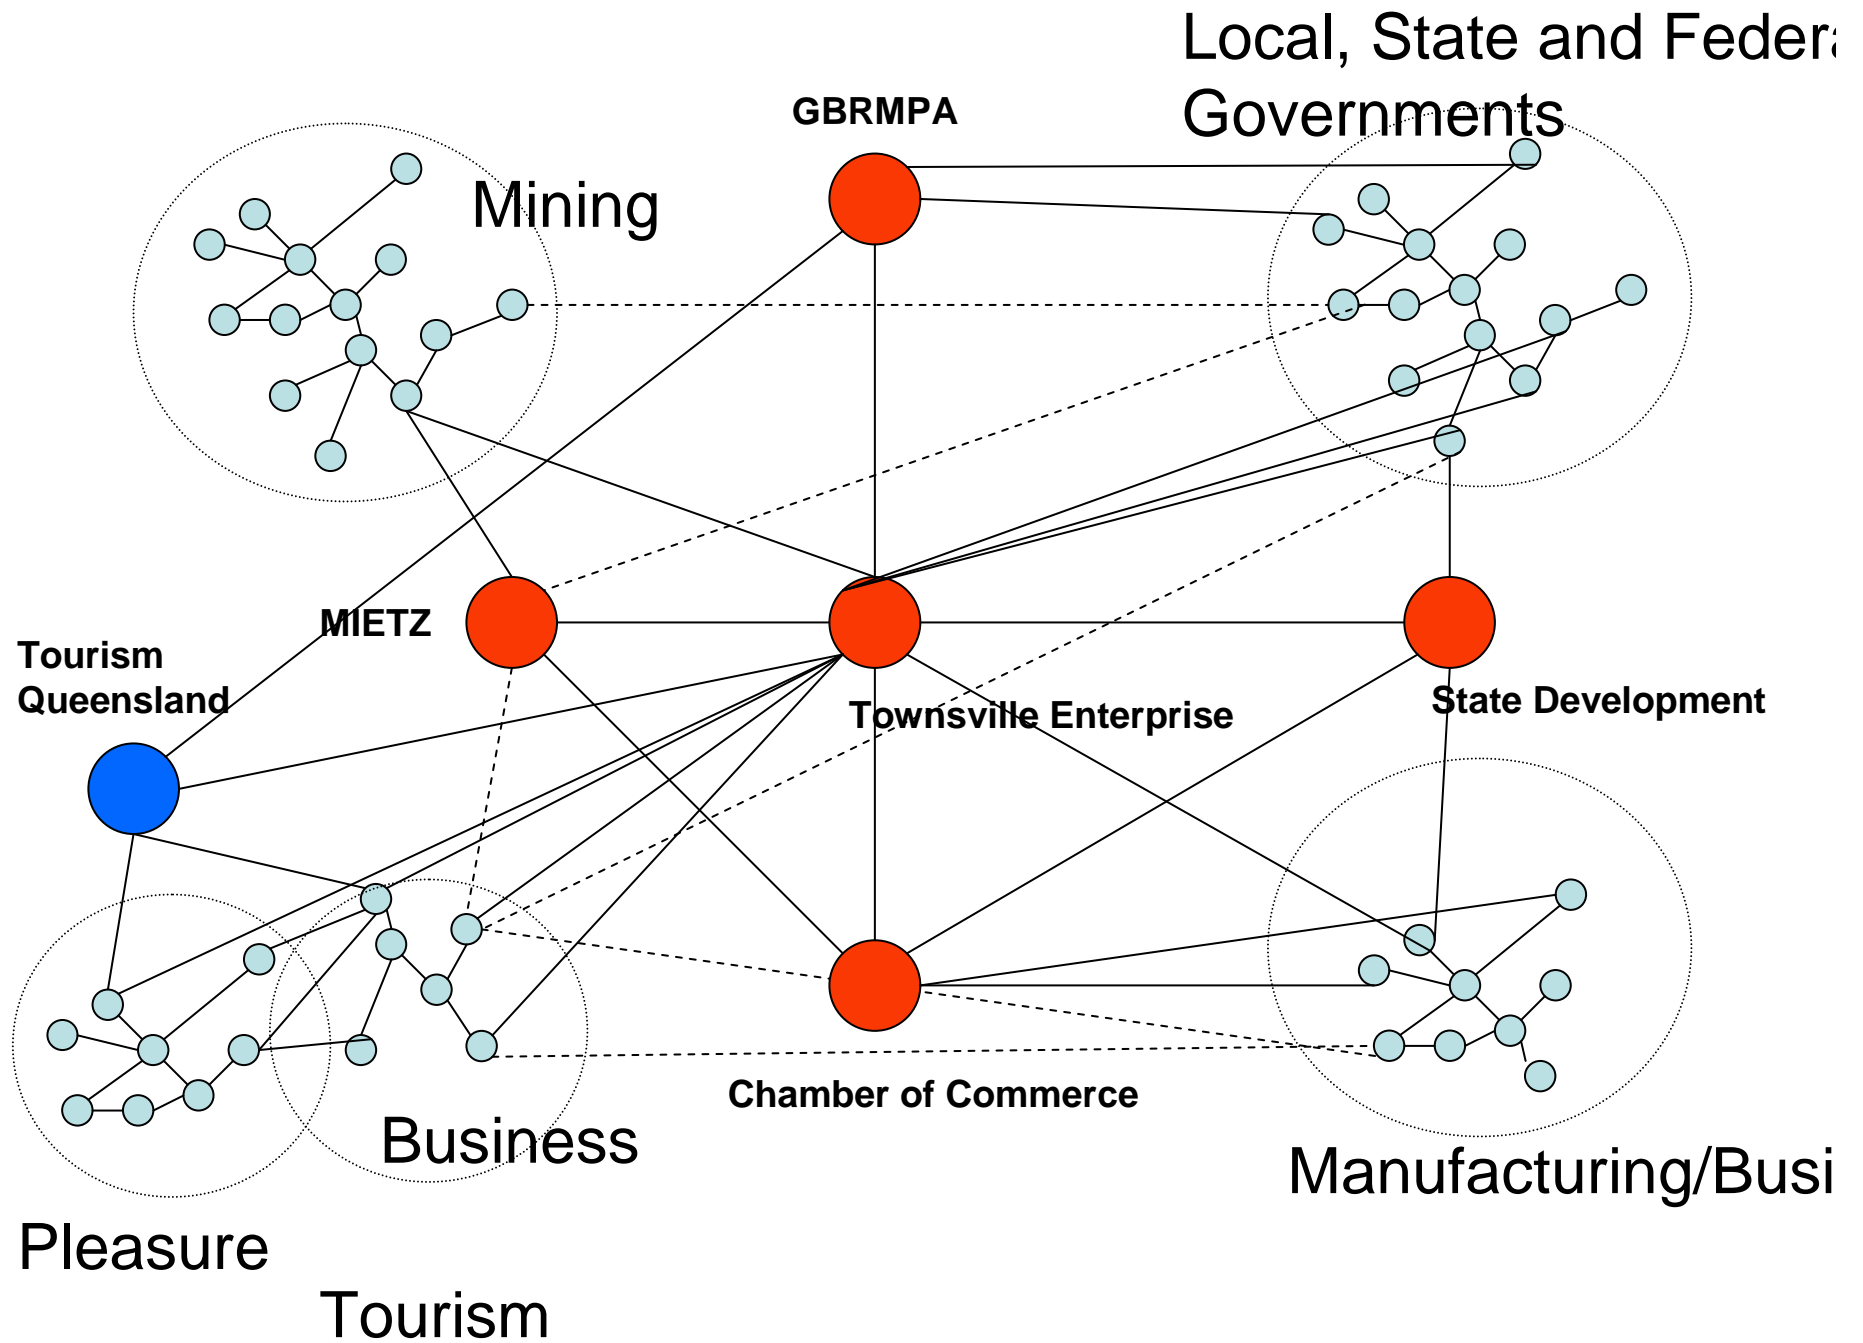 Local, State and Federa
Governments
GBRMPA
Mining
MIETZ
Tourism
Queensland
Townsville Enterprise
State Development
Chamber of Commerce
Business
Manufacturing/Busi
Pleasure
Tourism